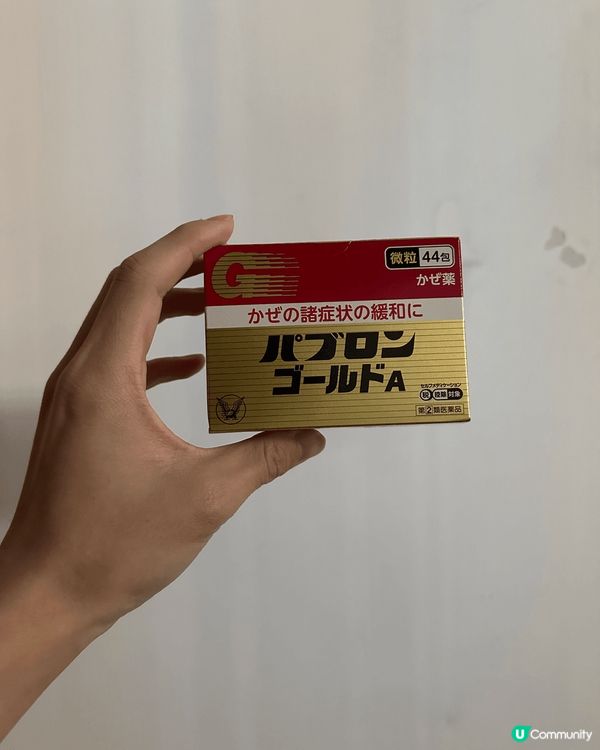 G
微粒 44包
かぜ薬
かぜの諸症状の緩和に
パブロン
ゴールドA
セルフメディケーション
税 控除 対象
第②類医薬品
U Community